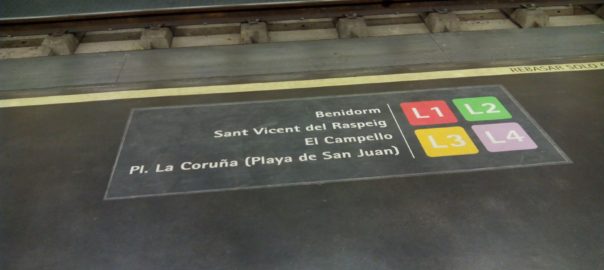 REBASAR SOLO
Benidorm
Sant Vicent del Raspeig
El Campello
Pl. La Coruña (Playa de San Juan)
L1 L2
L3 L4